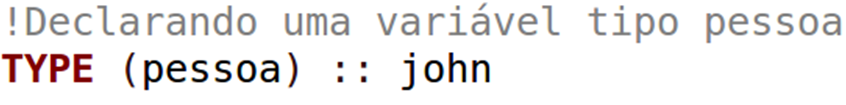 !Declarando uma variável tipo pessoa
TYPE (pessoa) :: john